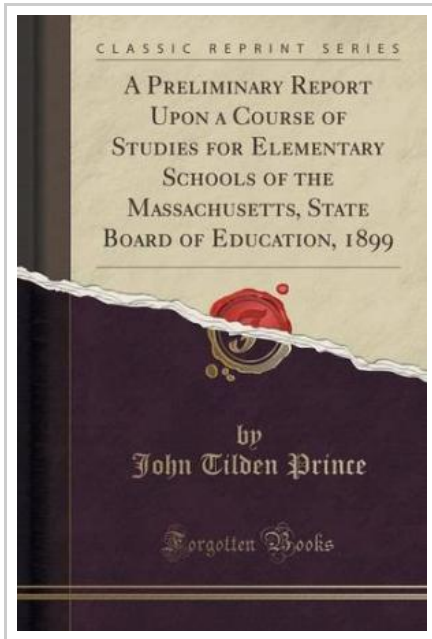 CLASSIC REPRINT SERIES
A PRELIMINARY REPORT
UPON A COURSE OF
STUDIES FOR ELEMENTARY
SCHOOLS OF THE
MASSACHUSETTS, STATE
BOARD OF EDUCATION, 1899
by
John Tilden Prince
Forgotten Books